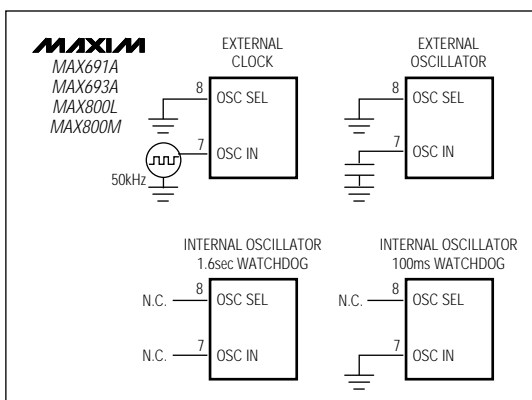 MAXIM
MAX691A
MAX693A
MAX800L
MAX800M
EXTERNAL
CLOCK
8
OSC SEL
7
OSC IN
50kHz
EXTERNAL
OSCILLATOR
8
OSC SEL
7
OSC IN
INTERNAL OSCILLATOR
1.6sec WATCHDOG
N.C.
8
OSC SEL
N.C.
7
OSC IN
INTERNAL OSCILLATOR
100ms WATCHDOG
N.C.
8
OSC SEL
7
OSC IN